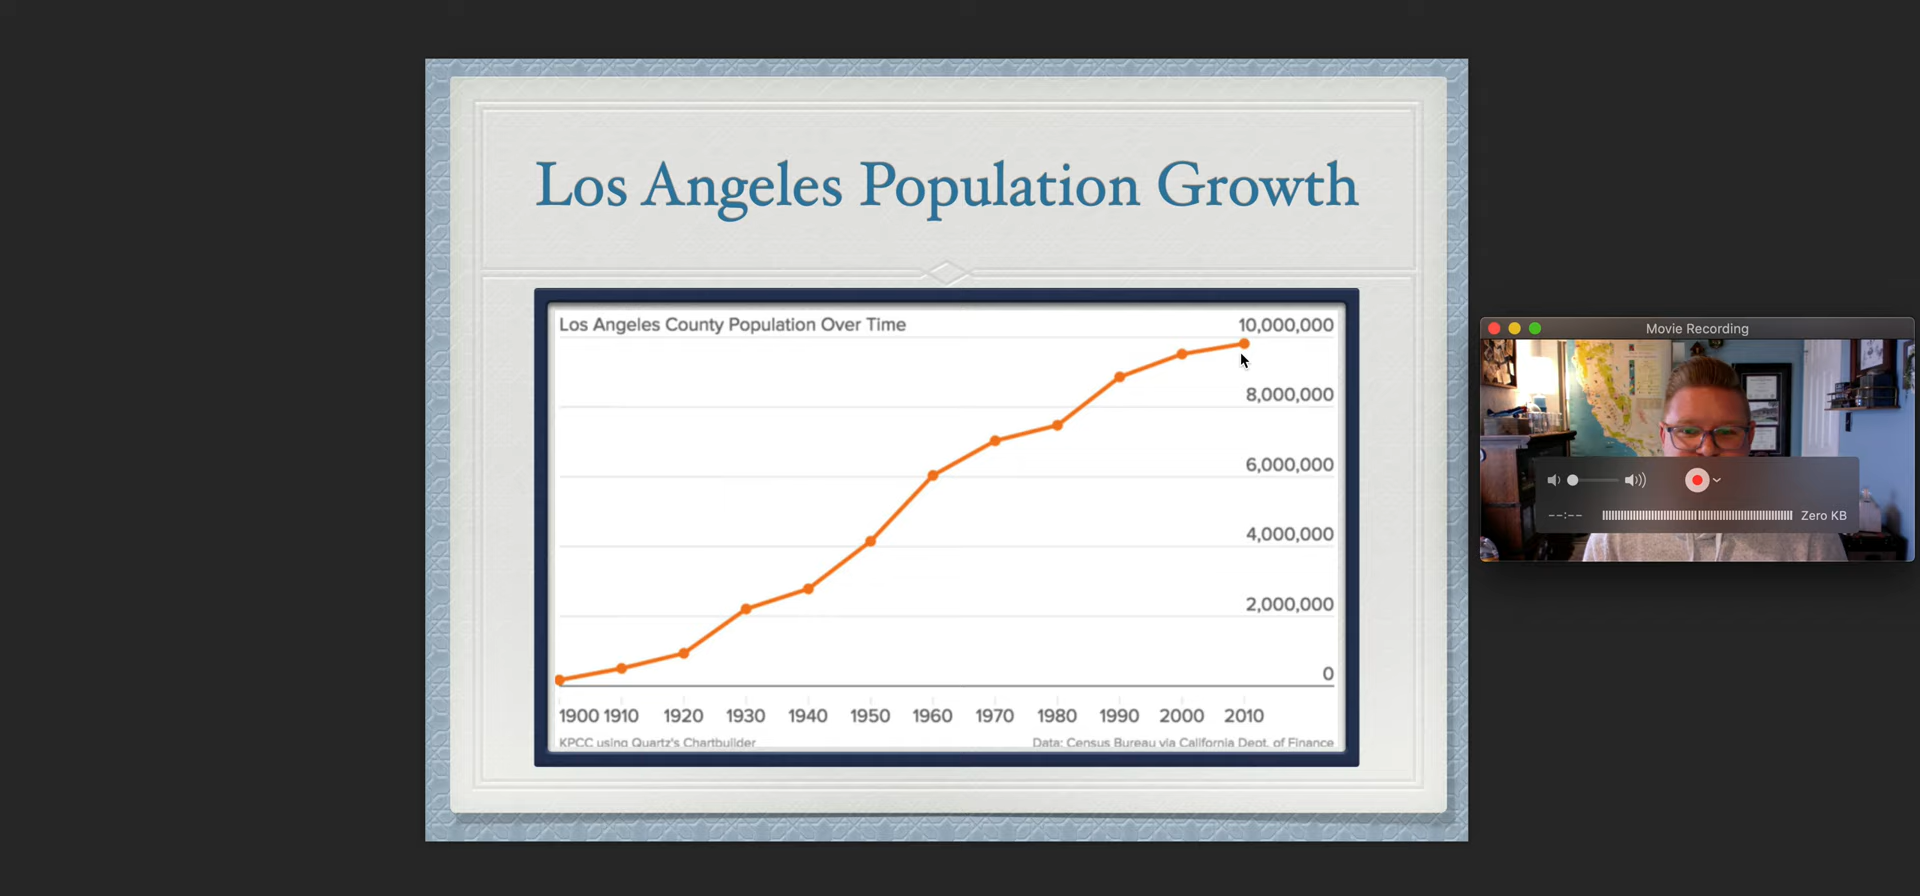 Los Angeles Population Growth
Los Angeles County Population Over Time
10,000,000
8,000,000
6,000,000
4,000,000
2,000,000
0
1900 1910 1920 1930 1940 1950 1960 1970 1980 1990 2000 2010
KPCC using Quartz's Chartbuilder
Data: Census Bureau via California Dept. of Finance
Movie Recording
--:--
Zero KB